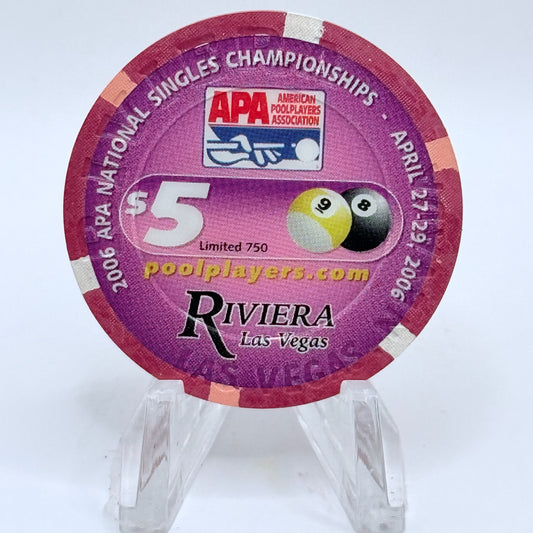 2006 APA NATIONAL SINGLES CHAMPIONSHIPS - APRIL 27-29, 2006
APA
AMERICAN
POOLPLAYERS
ASSOCIATION
$5
Limited 750
9
8
poolplayers.com
RIVIERA
Las Vegas
LAS VEGAS